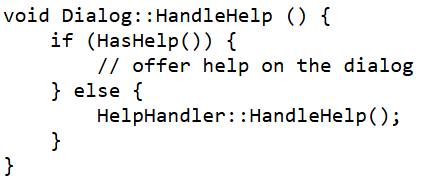 void Dialog::HandleHelp () {
    if (HasHelp()) {
        // offer help on the dialog
    } else {
        HelpHandler::HandleHelp();
    }
}